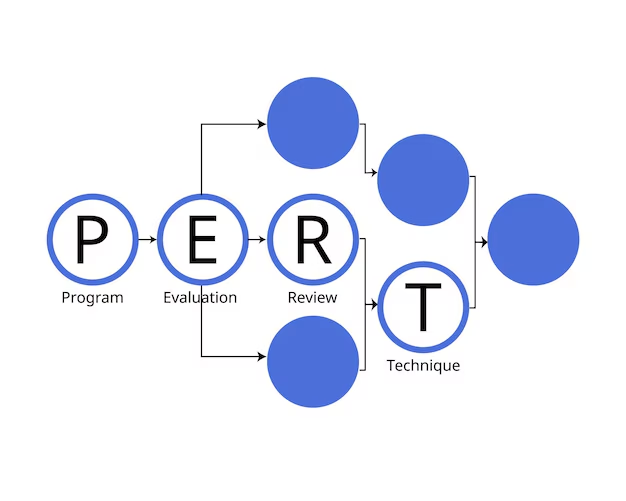 P
E
R
T
Program
Evaluation
Review
Technique